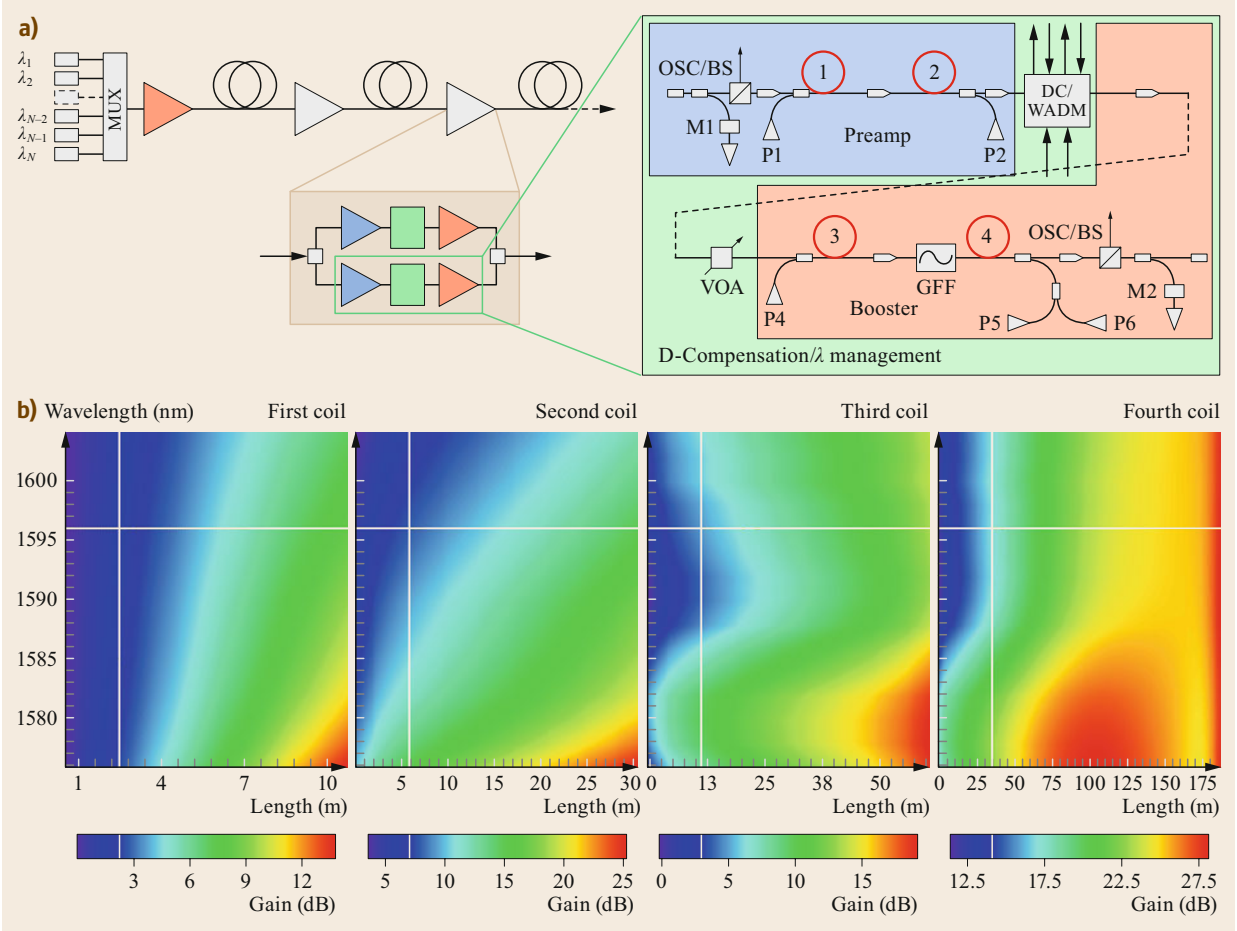 a)
λ1
λ2
λN–2
λN–1
λN
MUX
OSC/BS
1
2
M1
P1
Preamp
P2
DC/
WADM
VOA
3
4
OSC/BS
P4
GFF
Booster
P5
P6
M2
D-Compensation/λ management
b) Wavelength (nm)
First coil
Second coil
Third coil
Fourth coil
1600
1595
1590
1585
1580
1 4 7 10
Length (m)
5 10 15 20 25 30
Length (m)
0 13 25 38 50
Length (m)
0 25 50 75 100 125 175
Length (m)
3 6 9 12
Gain (dB)
5 10 15 20 25
Gain (dB)
0 5 10 15
Gain (dB)
12.5 17.5 22.5 27.5
Gain (dB)